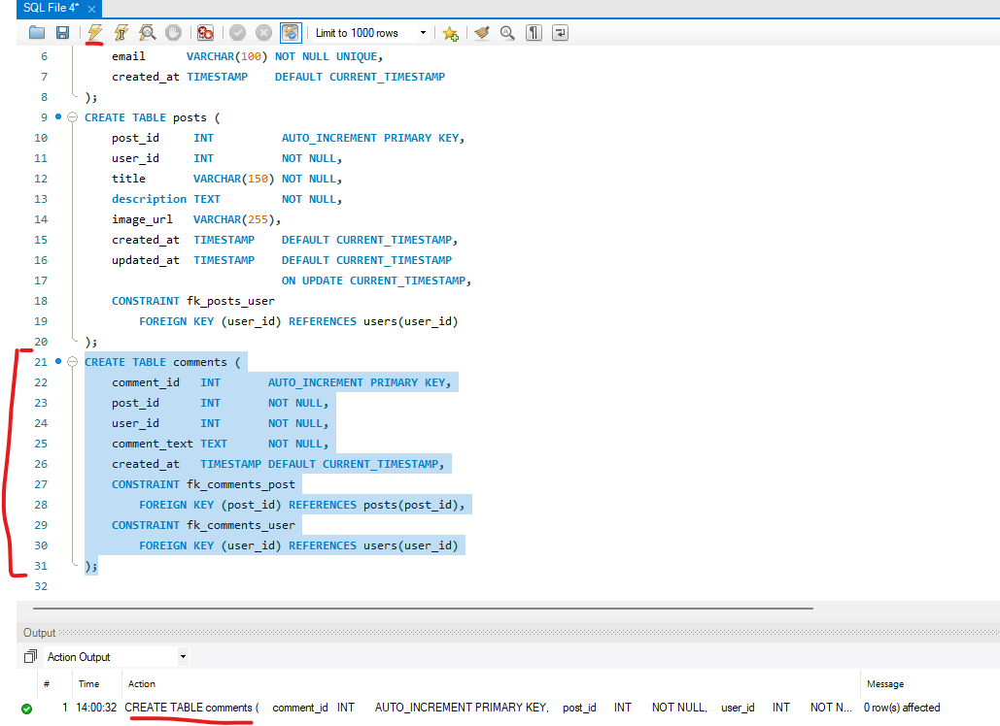 SQL File 4*
Limit to 1000 rows
6 email VARCHAR(100) NOT NULL UNIQUE,
7 created_at TIMESTAMP DEFAULT CURRENT_TIMESTAMP
8 );
9 CREATE TABLE posts (
10 post_id INT AUTO_INCREMENT PRIMARY KEY,
11 user_id INT NOT NULL,
12 title VARCHAR(150) NOT NULL,
13 description TEXT NOT NULL,
14 image_url VARCHAR(255),
15 created_at TIMESTAMP DEFAULT CURRENT_TIMESTAMP,
16 updated_at TIMESTAMP DEFAULT CURRENT_TIMESTAMP
17 ON UPDATE CURRENT_TIMESTAMP,
18 CONSTRAINT fk_posts_user
19 FOREIGN KEY (user_id) REFERENCES users(user_id)
20 );
21 CREATE TABLE comments (
22 comment_id INT AUTO_INCREMENT PRIMARY KEY,
23 post_id INT NOT NULL,
24 user_id INT NOT NULL,
25 comment_text TEXT NOT NULL,
26 created_at TIMESTAMP DEFAULT CURRENT_TIMESTAMP,
27 CONSTRAINT fk_comments_post
28 FOREIGN KEY (post_id) REFERENCES posts(post_id),
29 CONSTRAINT fk_comments_user
30 FOREIGN KEY (user_id) REFERENCES users(user_id)
31 );
32
Output
Action Output
# Time Action Message
1 14:00:32 CREATE TABLE comments ( comment_id INT AUTO_INCREMENT PRIMARY KEY, post_id INT NOT NULL, user_id INT NOT N... 0 row(s) affected